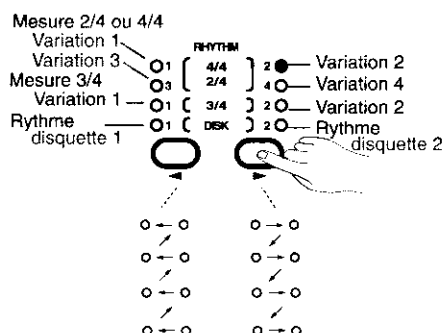 Mesure 2/4 ou 4/4
Variation 1
Variation 3
Mesure 3/4
Variation 1
Rythme
disquette 1
RHYTHM
1 4/4 2
3 2/4 4
1 3/4 2
1 DISK 2
Variation 2
Variation 4
Variation 2
Rythme
disquette 2